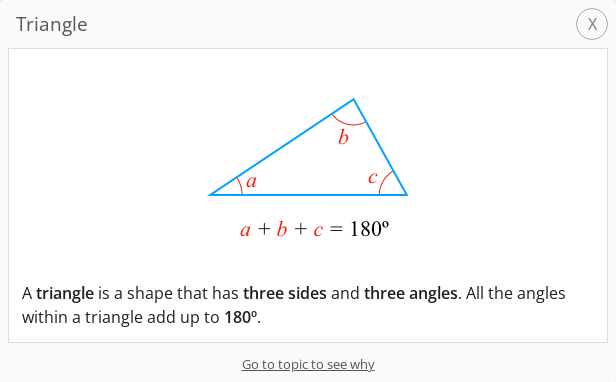 Triangle
X
b
a
c
a + b + c = 180º
A triangle is a shape that has three sides and three angles. All the angles
within a triangle add up to 180º.
Go to topic to see why